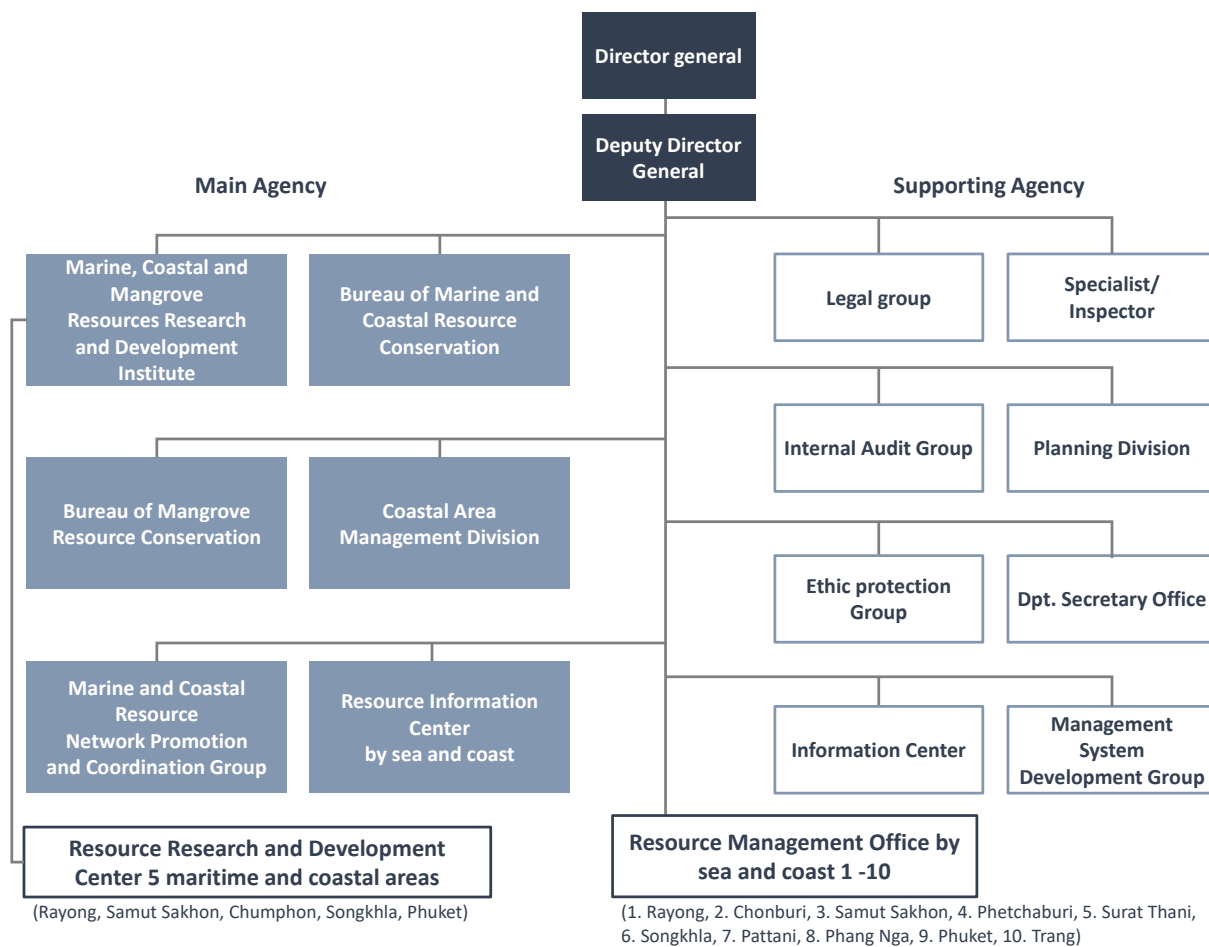 Director general
Deputy Director
General
Main Agency
Supporting Agency
Marine, Coastal and
Mangrove
Resources Research
and Development
Institute
Bureau of Marine and
Coastal Resource
Conservation
Legal group
Specialist/
Inspector
Bureau of Mangrove
Resource Conservation
Coastal Area
Management Division
Internal Audit Group
Planning Division
Ethic protection
Group
Dpt. Secretary Office
Marine and Coastal
Resource
Network Promotion
and Coordination Group
Resource Information
Center
by sea and coast
Information Center
Management
System
Development Group
Resource Research and Development
Center 5 maritime and coastal areas
(Rayong, Samut Sakhon, Chumphon, Songkhla, Phuket)
Resource Management Office by
sea and coast 1 -10
(1. Rayong, 2. Chonburi, 3. Samut Sakhon, 4. Phetchaburi, 5. Surat Thani,
6. Songkhla, 7. Pattani, 8. Phang Nga, 9. Phuket, 10. Trang)